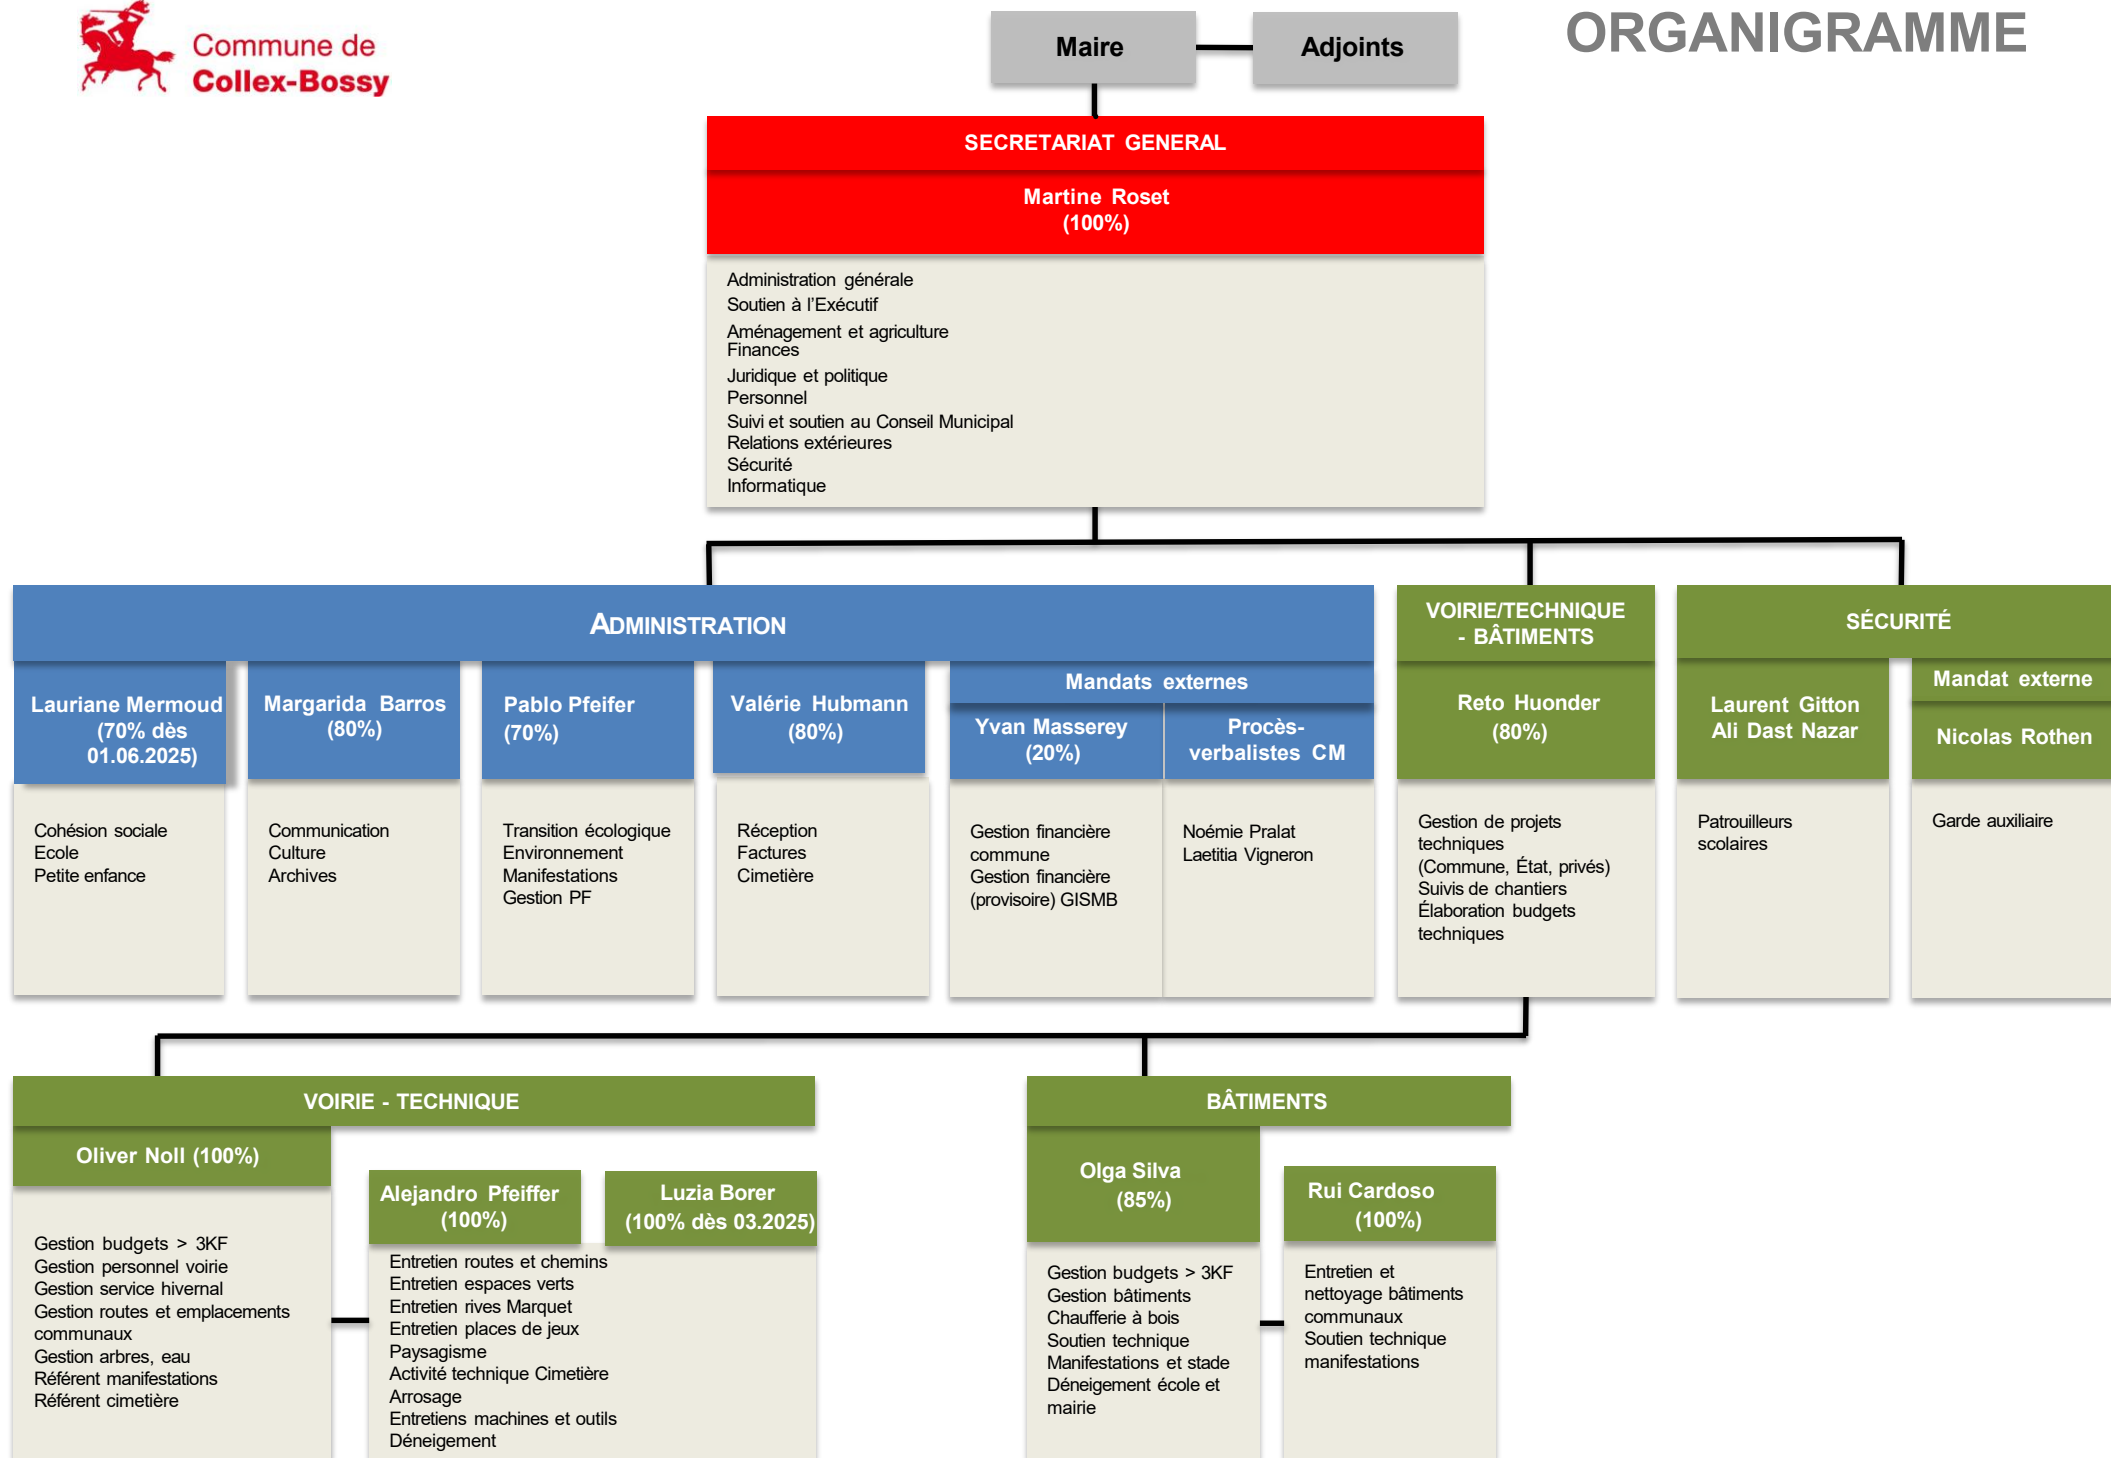 Commune de
Collex-Bossy
Maire
Adjoints
ORGANIGRAMME
SECRETARIAT GENERAL
Martine Roset
(100%)
Administration générale
Soutien à l’Exécutif
Aménagement et agriculture
Finances
Juridique et politique
Personnel
Suivi et soutien au Conseil Municipal
Relations extérieures
Sécurité
Informatique
ADMINISTRATION
Lauriane Mermoud
(70% dès
01.06.2025)
Cohésion sociale
Ecole
Petite enfance
Margarida Barros
(80%)
Communication
Culture
Archives
Pablo Pfeifer
(70%)
Transition écologique
Environnement
Manifestations
Gestion PF
Valérie Hubmann
(80%)
Réception
Factures
Cimetière
Mandats externes
Yvan Masserey
(20%)
Gestion financière
commune
Gestion financière
(provisoire) GISMB
Procès-
verbalistes CM
Noémie Pralat
Laetitia Vigneron
VOIRIE/TECHNIQUE
- BÂTIMENTS
Reto Huonder
(80%)
Gestion de projets
techniques
(Commune, État, privés)
Suivis de chantiers
Élaboration budgets
techniques
SÉCURITÉ
Laurent Gitton
Ali Dast Nazar
Patrouilleurs
scolaires
Mandat externe
Nicolas Rothen
Garde auxiliaire
VOIRIE - TECHNIQUE
Oliver Noll (100%)
Gestion budgets > 3KF
Gestion personnel voirie
Gestion service hivernal
Gestion routes et emplacements
communaux
Gestion arbres, eau
Référent manifestations
Référent cimetière
Alejandro Pfeiffer
(100%)
Luzia Borer
(100% dès 03.2025)
Entretien routes et chemins
Entretien espaces verts
Entretien rives Marquet
Entretien places de jeux
Paysagisme
Activité technique Cimetière
Arrosage
Entretiens machines et outils
Déneigement
BÂTIMENTS
Olga Silva
(85%)
Gestion budgets > 3KF
Gestion bâtiments
Chaufferie à bois
Soutien technique
Manifestations et stade
Déneigement école et
mairie
Rui Cardoso
(100%)
Entretien et
nettoyage bâtiments
communaux
Soutien technique
manifestations